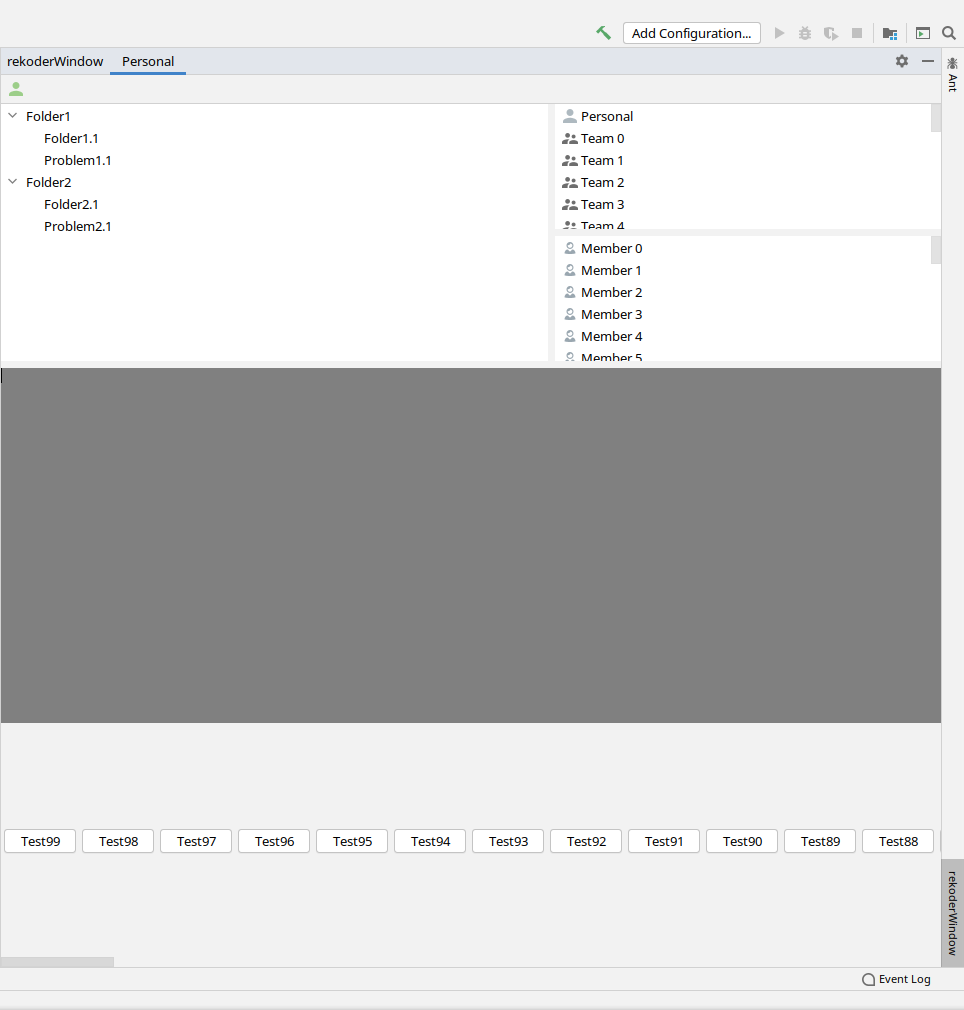 Add Configuration...
rekoderWindow Personal
Ant
Folder1
Folder1.1
Problem1.1
Folder2
Folder2.1
Problem2.1
Personal
Team 0
Team 1
Team 2
Team 3
Team 4
Member 0
Member 1
Member 2
Member 3
Member 4
Member 5
Test99 Test98 Test97 Test96 Test95 Test94 Test93 Test92 Test91 Test90 Test89 Test88
rekoderWindow
Event Log